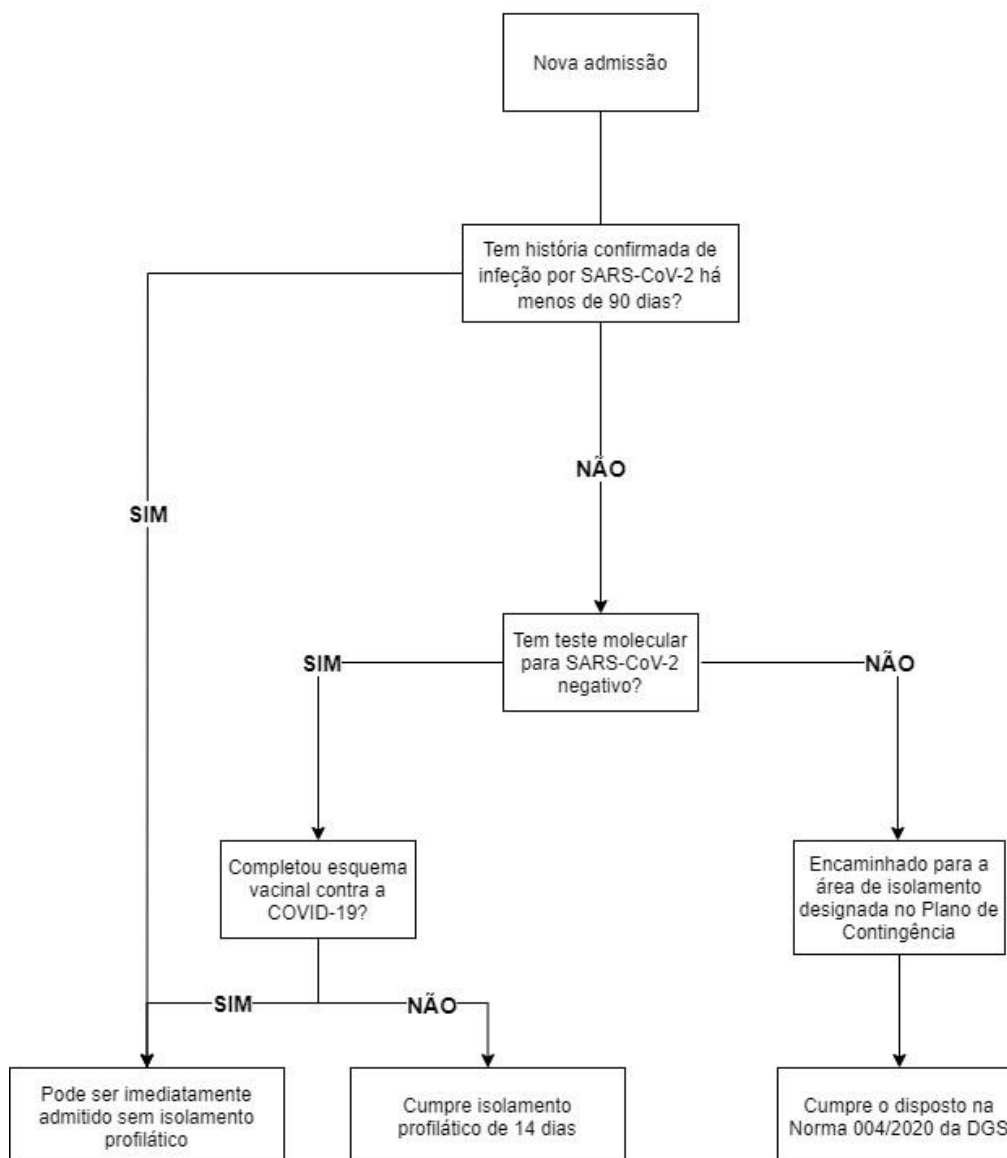 Nova admissão
Tem história confirmada de
infeção por SARS-CoV-2 há
menos de 90 dias?
NÃO
SIM
Tem teste molecular
para SARS-CoV-2
negativo?
SIM
NÃO
Completou esquema
vacinal contra a
COVID-19?
Encaminhado para a
área de isolamento
designada no Plano de
Contingência
SIM
NÃO
Pode ser imediatamente
admitido sem isolamento
profilático
Cumpre isolamento
profilático de 14 dias
Cumpre o disposto na
Norma 004/2020 da DGS